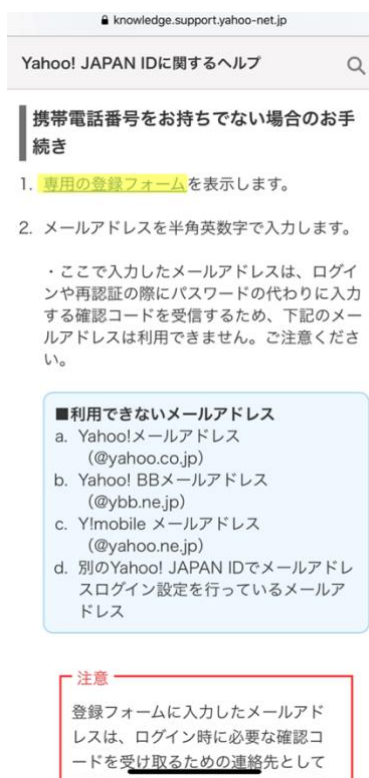 knowledge.support.yahoo-net.jp
Yahoo! JAPAN IDに関するヘルプ
携帯電話番号をお持ちでない場合のお手
続き
1. 専用の登録フォームを表示します。
2. メールアドレスを半角英数字で入力します。
・ここで入力したメールアドレスは、ログイ
ンや再認証の際にパスワードの代わりに入力
する確認コードを受信するため、下記のメー
ルアドレスは利用できません。ご注意くださ
い。
■利用できないメールアドレス
a. Yahoo!メールアドレス
（@yahoo.co.jp）
b. Yahoo! BBメールアドレス
（@ybb.ne.jp）
c. Y!mobile メールアドレス
（@yahoo.ne.jp）
d. 別のYahoo! JAPAN IDでメールアドレ
スログイン設定を行っているメールア
ドレス
注意
登録フォームに入力したメールアド
レスは、ログイン時に必要な確認コ
ードを受け取るための連絡先として